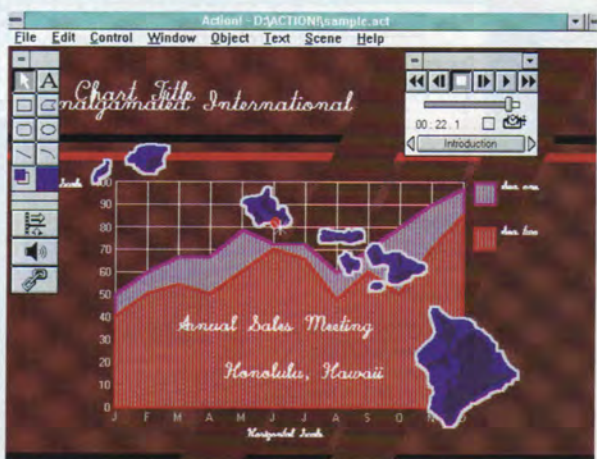 Action! - D:\ACTION!\sample.act
File Edit Control Window Object Text Scene Help
A
Chart Title
Amalgamated International
00:22.1
Introduction
100
90
80
70
60
50
40
30
20
10
0
Annual Sales Meeting
Honolulu, Hawaii
J F M A M J J A S O N D
Horizontal Scale